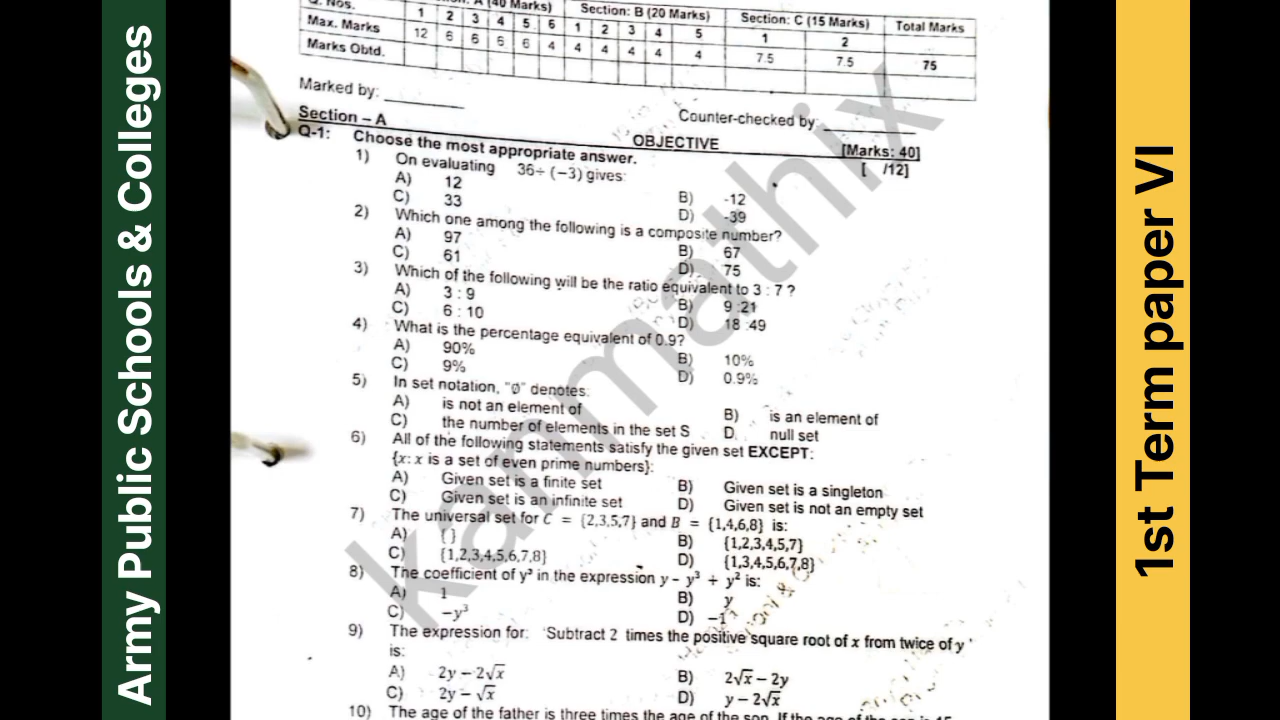 Army Public Schools & Colleges
1st Term paper VI
Q. Nos.
A (40 Marks) Section: B (20 Marks) Section: C (15 Marks) Total Marks
1 2 3 4 5 6 1 2 3 4 5 1 2
Max. Marks 12 6 6 6 6 4 4 4 4 4 4 7.5 7.5 75
Marks Obtd.
Marked by: ________
Counter-checked by: ________
Section – A OBJECTIVE [Marks: 40]
Q-1: Choose the most appropriate answer. [ /12]
1) On evaluating 36÷ (−3) gives:
A) 12 B) -12
C) 33 D) -39
2) Which one among the following is a composite number?
A) 97 B) 67
C) 61 D) 75
3) Which of the following will be the ratio equivalent to 3 : 7 ?
A) 3 : 9 B) 9 :21
C) 6 : 10 D) 18 :49
4) What is the percentage equivalent of 0.9?
A) 90% B) 10%
C) 9% D) 0.9%
5) In set notation, "∅" denotes:
A) is not an element of B) is an element of
C) the number of elements in the set S D. null set
6) All of the following statements satisfy the given set EXCEPT:
{x: x is a set of even prime numbers}:
A) Given set is a finite set B) Given set is a singleton
C) Given set is an infinite set D) Given set is not an empty set
7) The universal set for C = {2,3,5,7} and B = {1,4,6,8} is:
A) { } B) {1,2,3,4,5,7}
C) {1,2,3,4,5,6,7,8} D) {1,3,4,5,6,7,8}
8) The coefficient of y³ in the expression y − y³ + y² is:
A) 1 B) y
C) −y³ D) −1
9) The expression for: 'Subtract 2 times the positive square root of x from twice of y'
is:
A) 2y − 2√x B) 2√x − 2y
C) 2y − √x D) y − 2√x
10) The age of the father is three times the age of the son. If the age of the son is 15
kammathix